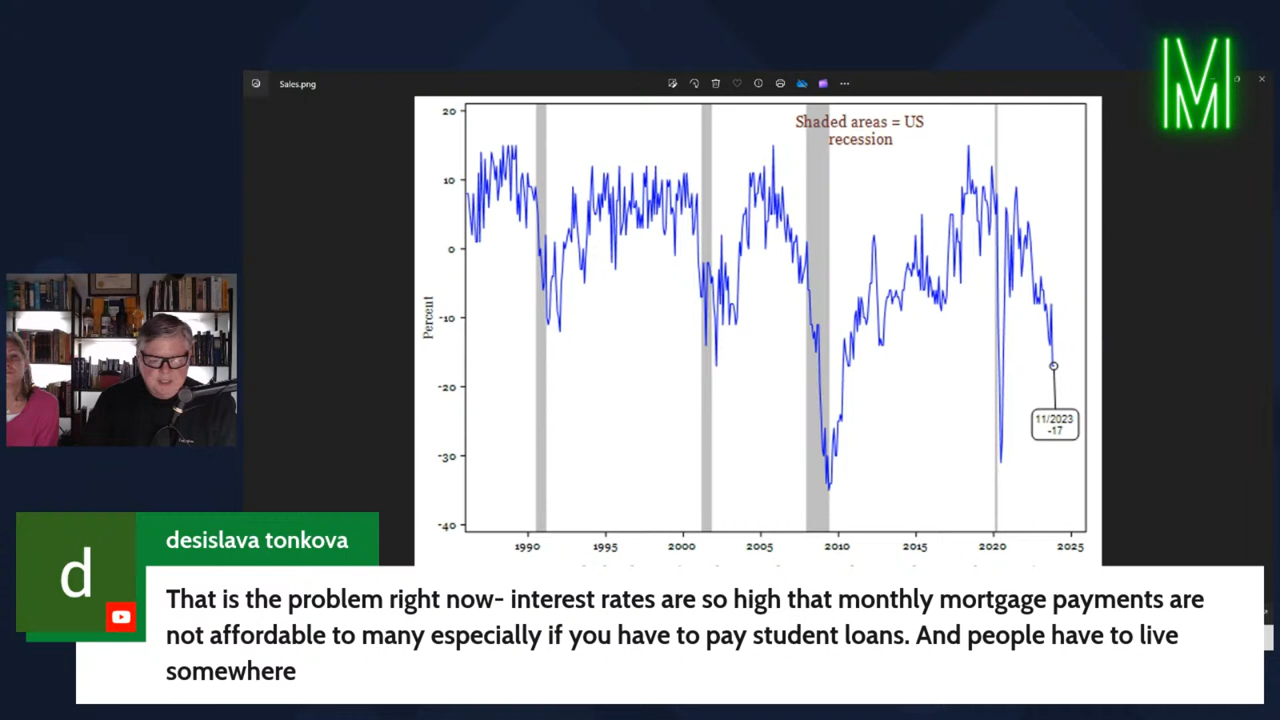 Sales.png
M
20
Shaded areas = US
recession
10
0
-10
-20
-30
-40
Percent
11/2023
-17
1990
1995
2000
2005
2010
2015
2020
2025
d
desislava tonkova
That is the problem right now- interest rates are so high that monthly mortgage payments are
not affordable to many especially if you have to pay student loans. And people have to live
somewhere